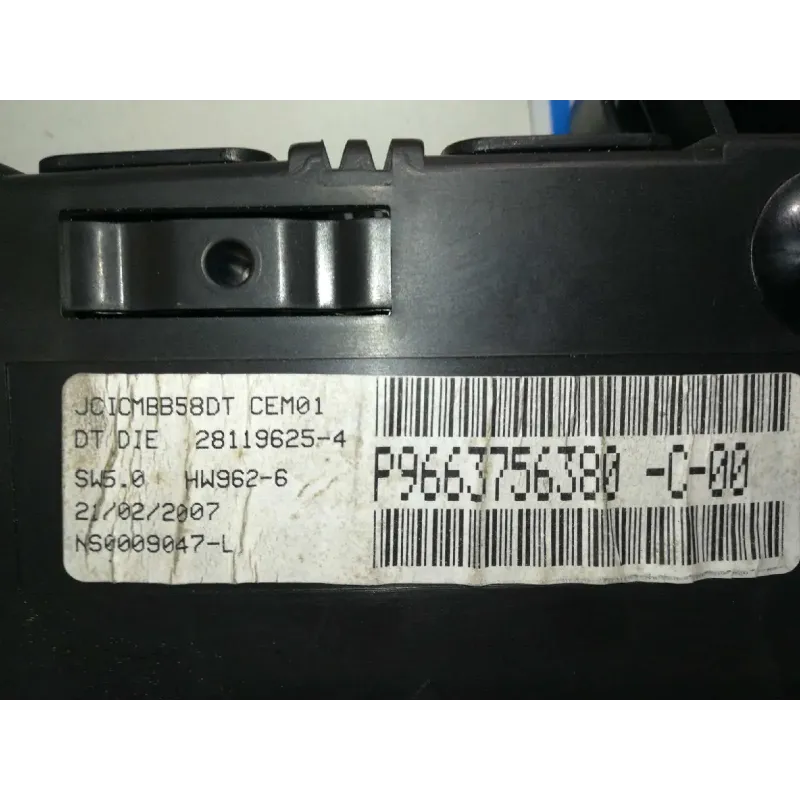 JCICMBB58DT CEM01
DT DIE 28119625-4
SW5.0 HW962-6
21/02/2007
NS0009047-L
P9663756380 -C-00